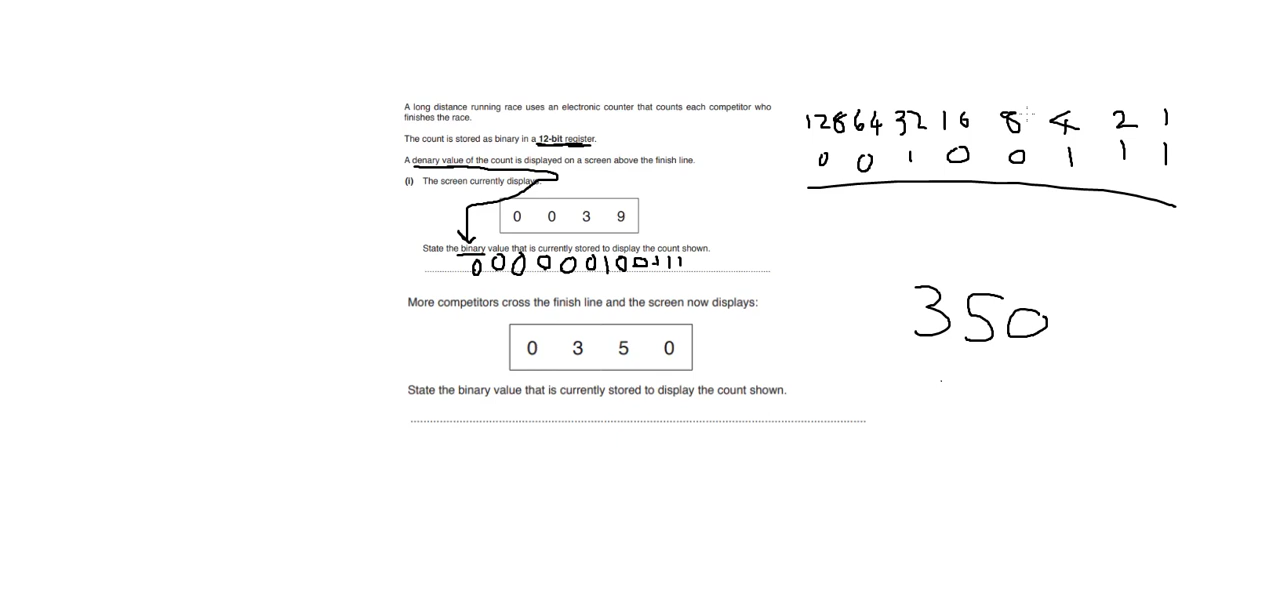 A long distance running race uses an electronic counter that counts each competitor who
finishes the race.
The count is stored as binary in a 12-bit register.
A denary value of the count is displayed on a screen above the finish line.
(i) The screen currently displays:
0 0 3 9
State the binary value that is currently stored to display the count shown.
000000100111
More competitors cross the finish line and the screen now displays:
0 3 5 0
State the binary value that is currently stored to display the count shown.
128 64 32 16 8 4 2 1
0 0 1 0 0 1 1 1
350